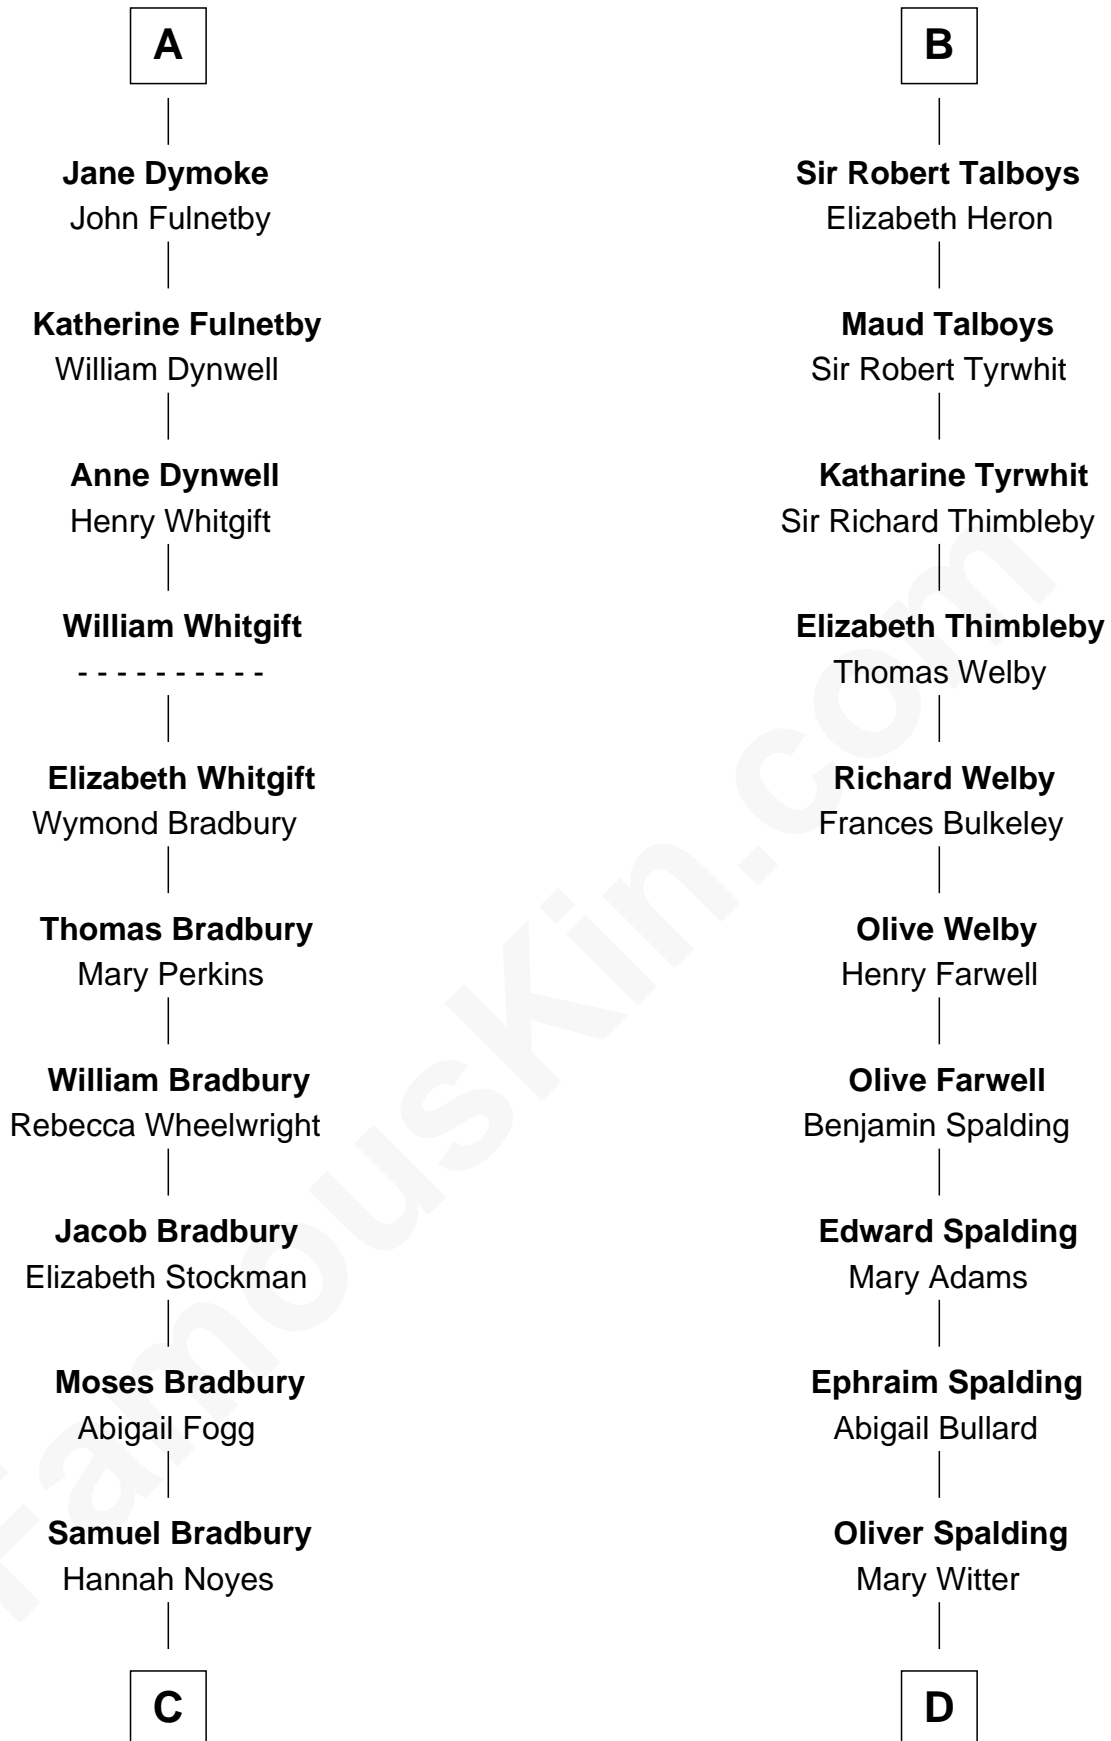 A
Jane Dymoke
John Fulnetby
Katherine Fulnetby
William Dynwell
Anne Dynwell
Henry Whitgift
William Whitgift
- - - - - - - - - -
Elizabeth Whitgift
Wymond Bradbury
Thomas Bradbury
Mary Perkins
William Bradbury
Rebecca Wheelwright
Jacob Bradbury
Elizabeth Stockman
Moses Bradbury
Abigail Fogg
Samuel Bradbury
Hannah Noyes
C
B
Sir Robert Talboys
Elizabeth Heron
Maud Talboys
Sir Robert Tyrwhit
Katharine Tyrwhit
Sir Richard Thimbleby
Elizabeth Thimbleby
Thomas Welby
Richard Welby
Frances Bulkeley
Olive Welby
Henry Farwell
Olive Farwell
Benjamin Spalding
Edward Spalding
Mary Adams
Ephraim Spalding
Abigail Bullard
Oliver Spalding
Mary Witter
D
FamousKin.com